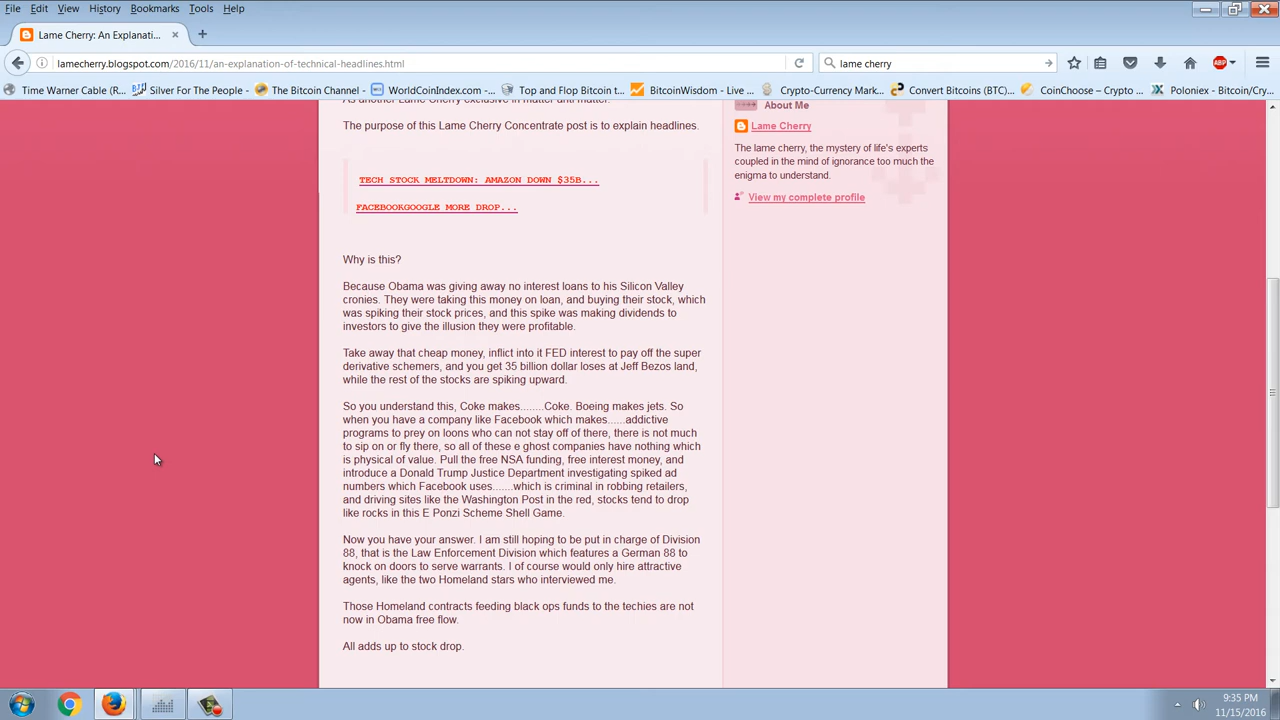 File Edit View History Bookmarks Tools Help
Lame Cherry: An Explanati...
lamecherry.blogspot.com/2016/11/an-explanation-of-technical-headlines.html
lame cherry
ABP
Time Warner Cable (R... Silver For The People - The Bitcoin Channel - WorldCoinIndex.com -... Top and Flop Bitcoin t... BitcoinWisdom - Live ... Crypto-Currency Mark... Convert Bitcoins (BTC)... CoinChoose – Crypto ... Poloniex - Bitcoin/Cry...
As another Lame Cherry exclusive in matter anti matter.
The purpose of this Lame Cherry Concentrate post is to explain headlines.
TECH STOCK MELTDOWN: AMAZON DOWN $35B...
FACEBOOKGOOGLE MORE DROP...
Why is this?
Because Obama was giving away no interest loans to his Silicon Valley
cronies. They were taking this money on loan, and buying their stock, which
was spiking their stock prices, and this spike was making dividends to
investors to give the illusion they were profitable.
Take away that cheap money, inflict into it FED interest to pay off the super
derivative schemers, and you get 35 billion dollar loses at Jeff Bezos land,
while the rest of the stocks are spiking upward.
So you understand this, Coke makes........Coke. Boeing makes jets. So
when you have a company like Facebook which makes......addictive
programs to prey on loons who can not stay off of there, there is not much
to sip on or fly there, so all of these e ghost companies have nothing which
is physical of value. Pull the free NSA funding, free interest money, and
introduce a Donald Trump Justice Department investigating spiked ad
numbers which Facebook uses.......which is criminal in robbing retailers,
and driving sites like the Washington Post in the red, stocks tend to drop
like rocks in this E Ponzi Scheme Shell Game.
Now you have your answer. I am still hoping to be put in charge of Division
88, that is the Law Enforcement Division which features a German 88 to
knock on doors to serve warrants. I of course would only hire attractive
agents, like the two Homeland stars who interviewed me.
Those Homeland contracts feeding black ops funds to the techies are not
now in Obama free flow.
All adds up to stock drop.
About Me
Lame Cherry
The lame cherry, the mystery of life's experts
coupled in the mind of ignorance too much the
enigma to understand.
View my complete profile
9:35 PM
11/15/2016